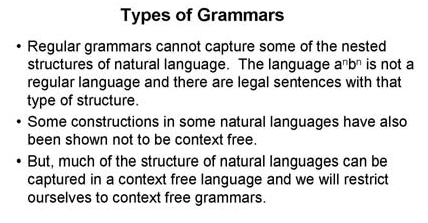 Types of Grammars
• Regular grammars cannot capture some of the nested
structures of natural language. The language aⁿbⁿ is not a
regular language and there are legal sentences with that
type of structure.
• Some constructions in some natural languages have also
been shown not to be context free.
• But, much of the structure of natural languages can be
captured in a context free language and we will restrict
ourselves to context free grammars.